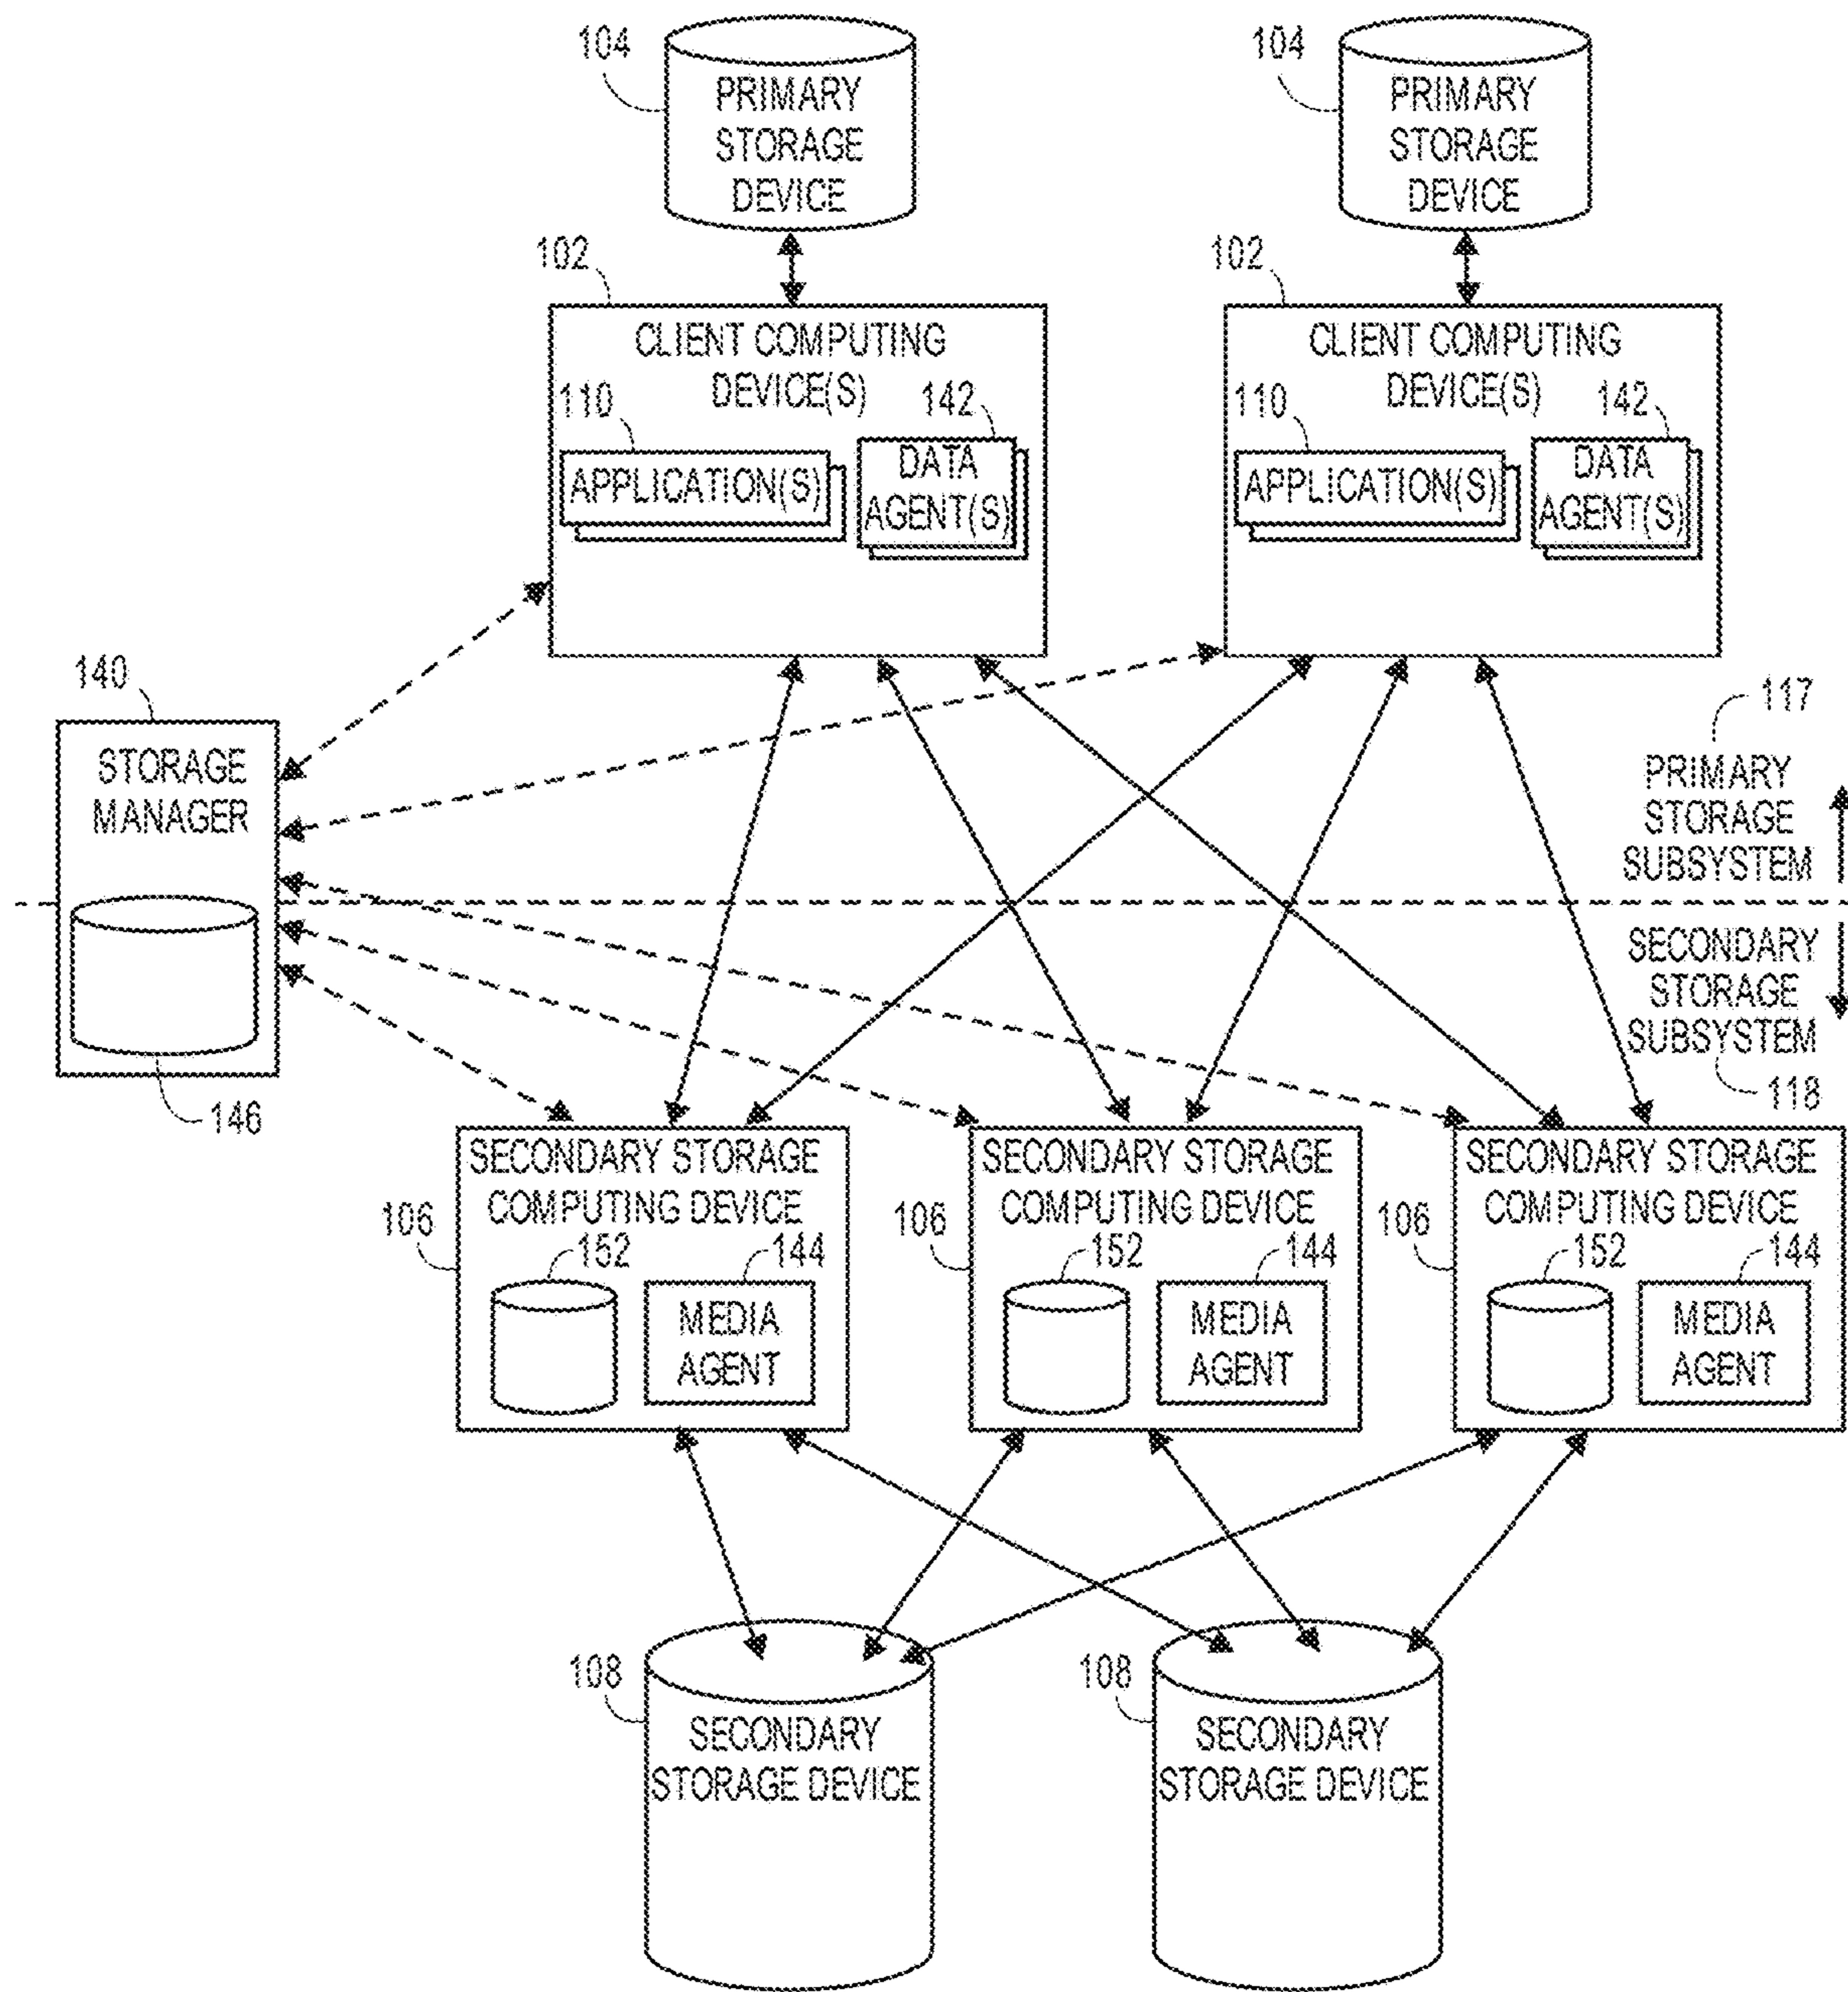 104
PRIMARY
STORAGE
DEVICE
104
PRIMARY
STORAGE
DEVICE
102
CLIENT COMPUTING
DEVICE(S)
110
142
APPLICATION(S)
DATA
AGENT(S)
102
CLIENT COMPUTING
DEVICE(S)
110
142
APPLICATION(S)
DATA
AGENT(S)
140
STORAGE
MANAGER
146
117
PRIMARY
STORAGE
SUBSYSTEM
SECONDARY
STORAGE
SUBSYSTEM
118
SECONDARY STORAGE
COMPUTING DEVICE
106
152
144
MEDIA
AGENT
SECONDARY STORAGE
COMPUTING DEVICE
106
152
144
MEDIA
AGENT
SECONDARY STORAGE
COMPUTING DEVICE
106
152
144
MEDIA
AGENT
108
SECONDARY
STORAGE DEVICE
108
SECONDARY
STORAGE DEVICE